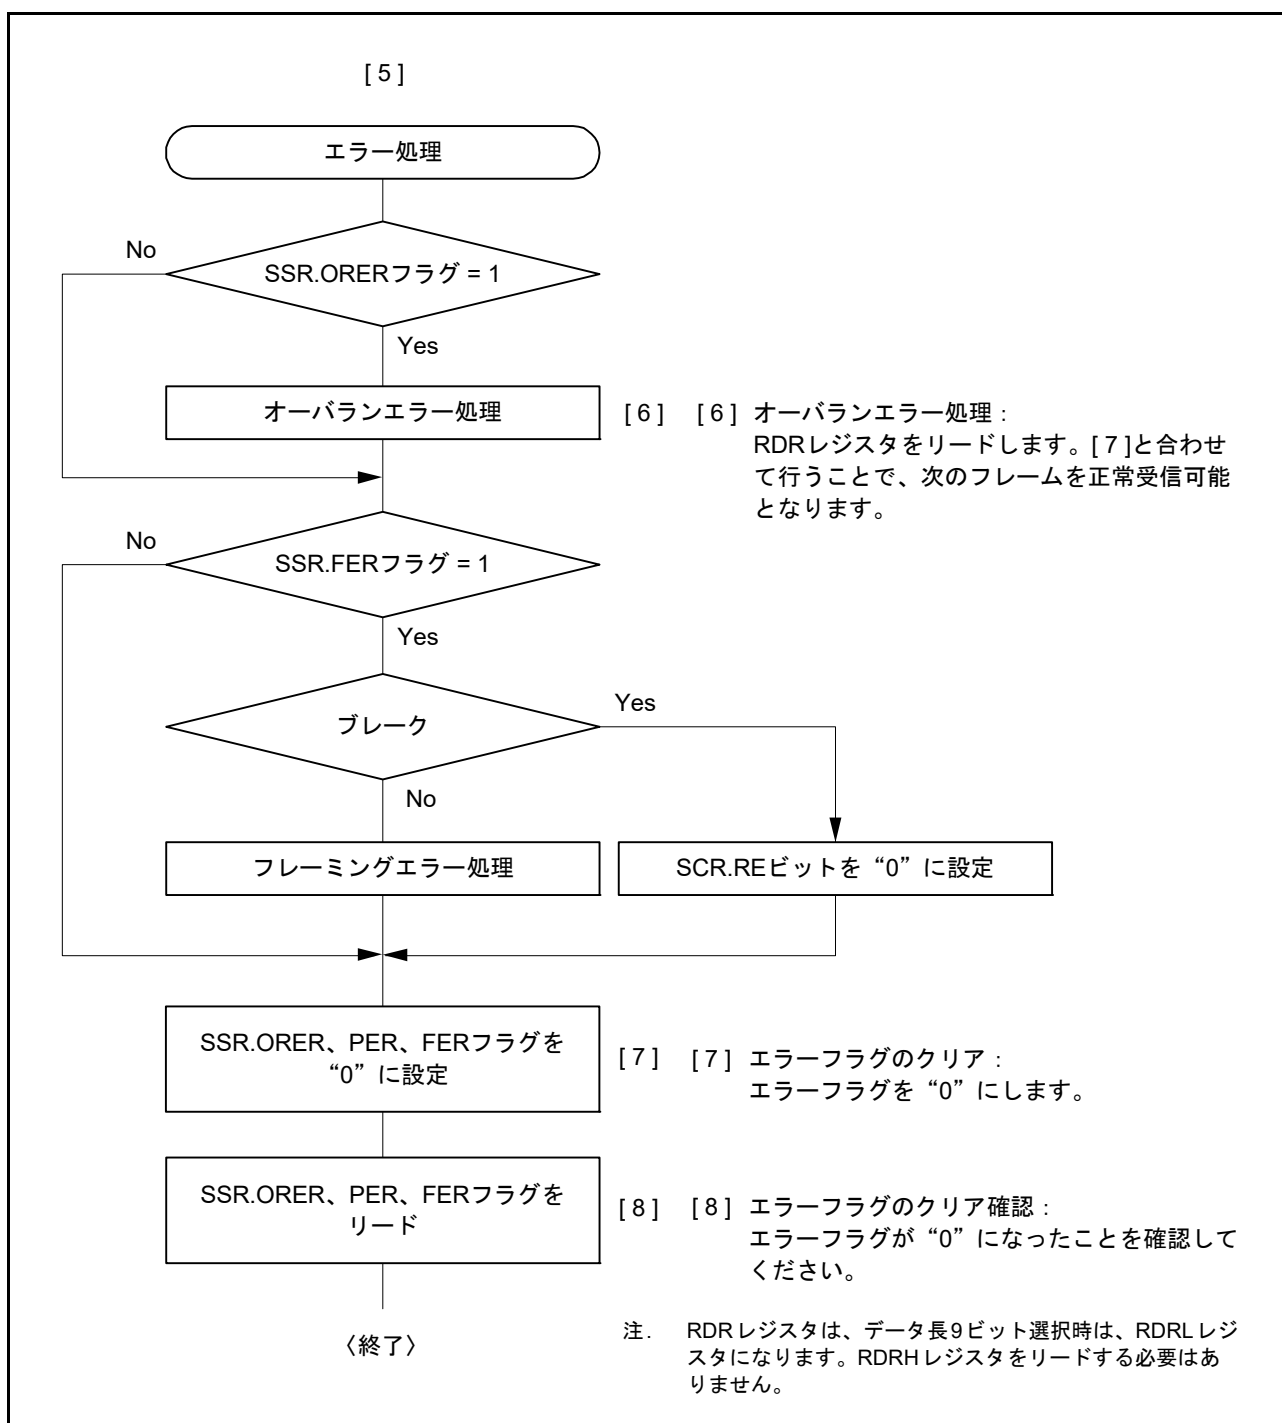 [ 5 ]
エラー処理
No
SSR.ORERフラグ = 1
Yes
オーバランエラー処理
[ 6 ]
[ 6 ] オーバランエラー処理：
RDRレジスタをリードします。[ 7 ]と合わせ
て行うことで、次のフレームを正常受信可能
となります。
No
SSR.FERフラグ = 1
Yes
ブレーク
Yes
No
フレーミングエラー処理
SCR.REビットを“0”に設定
SSR.ORER、PER、FERフラグを
“0”に設定
[ 7 ]
[ 7 ] エラーフラグのクリア：
エラーフラグを“0”にします。
SSR.ORER、PER、FERフラグを
リード
[ 8 ]
[ 8 ] エラーフラグのクリア確認：
エラーフラグが“0”になったことを確認して
ください。
〈終了〉
注. RDRレジスタは、データ長9ビット選択時は、RDRLレジ
スタになります。RDRHレジスタをリードする必要はあ
りません。